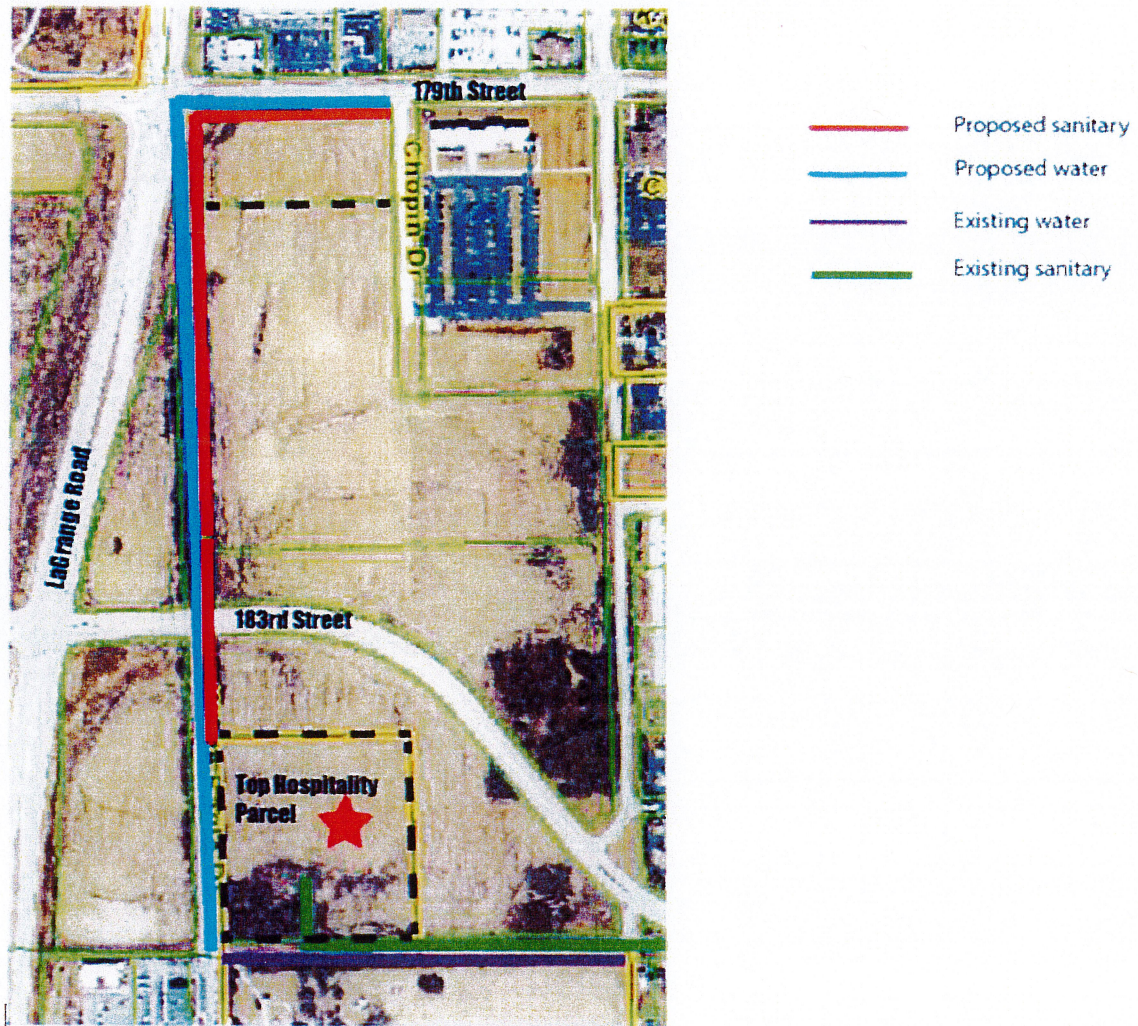 179th Street
Chopin Dr
LaGrange Road
183rd Street
Top Hospitality
Parcel
Proposed sanitary
Proposed water
Existing water
Existing sanitary